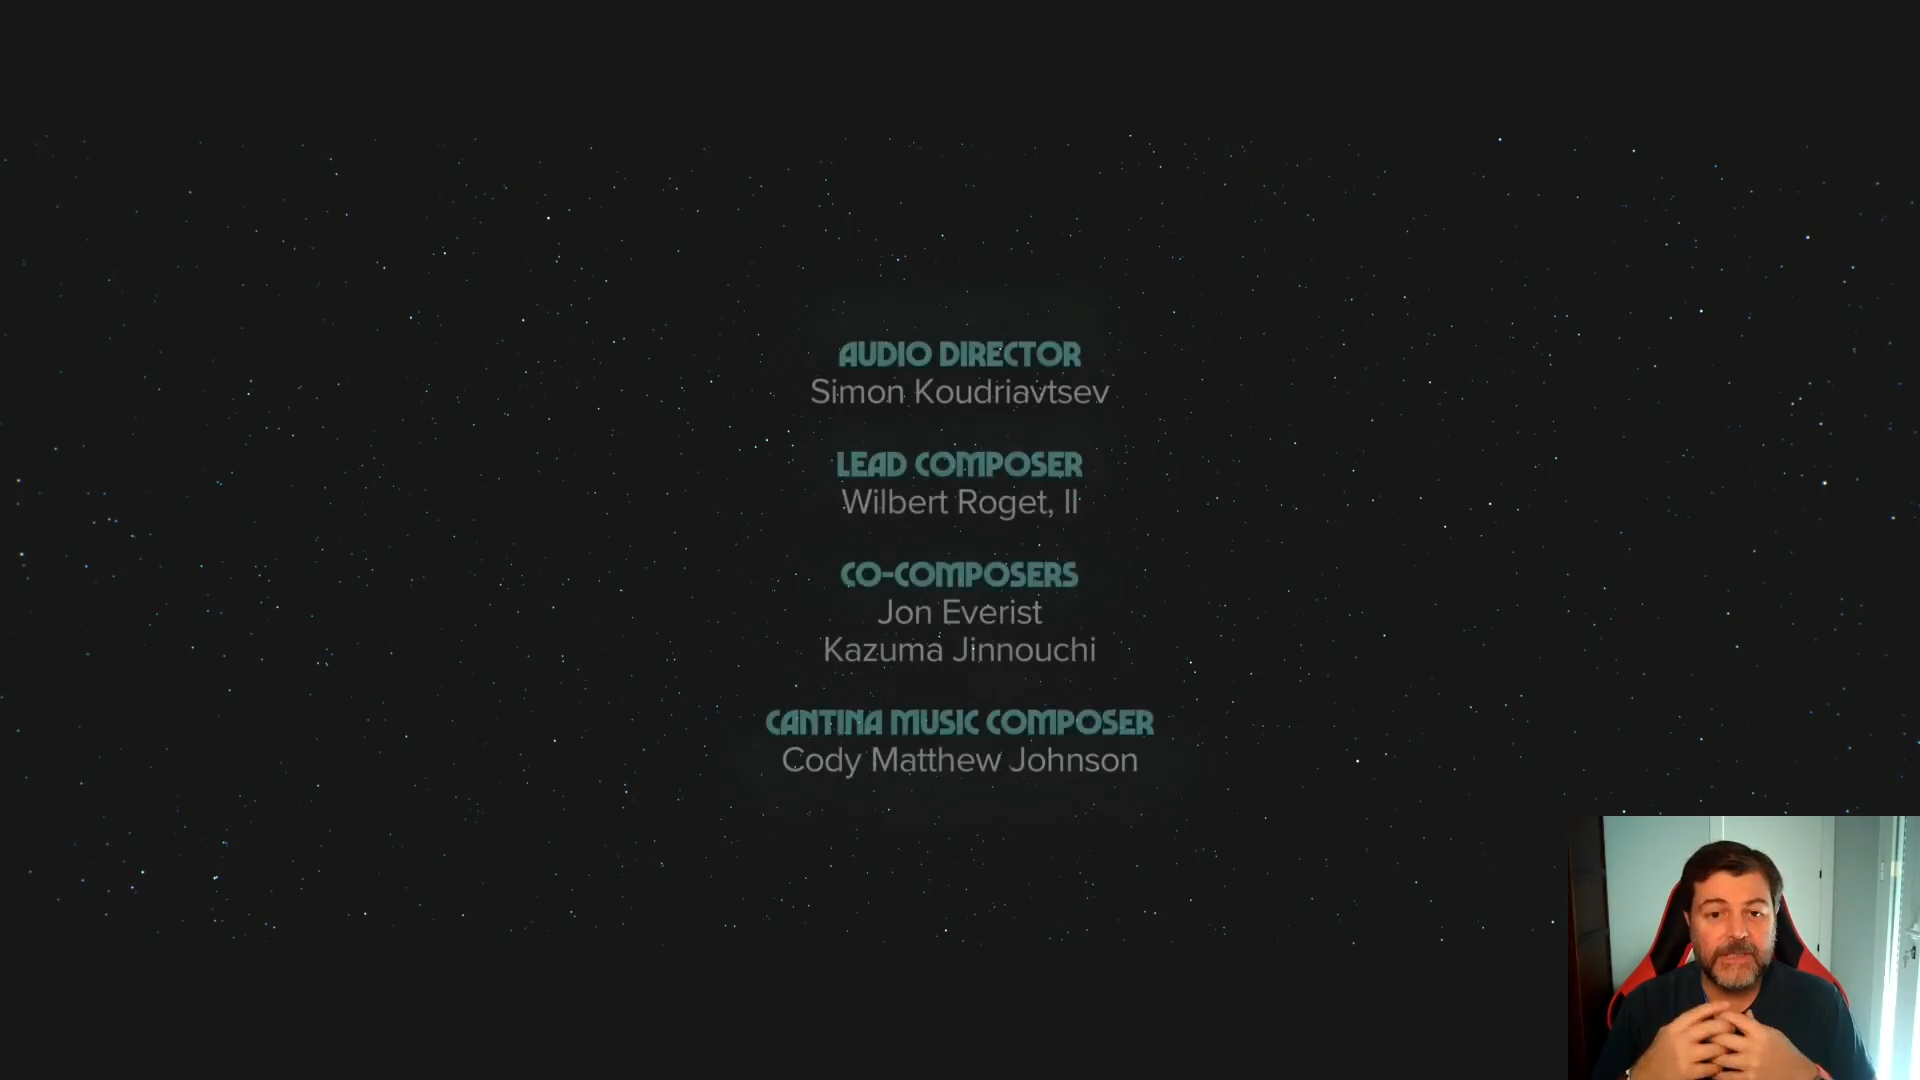 AUDIO DIRECTOR
Simon Koudriavtsev
LEAD COMPOSER
Wilbert Roget, II
CO-COMPOSERS
Jon Everist
Kazuma Jinnouchi
CANTINA MUSIC COMPOSER
Cody Matthew Johnson